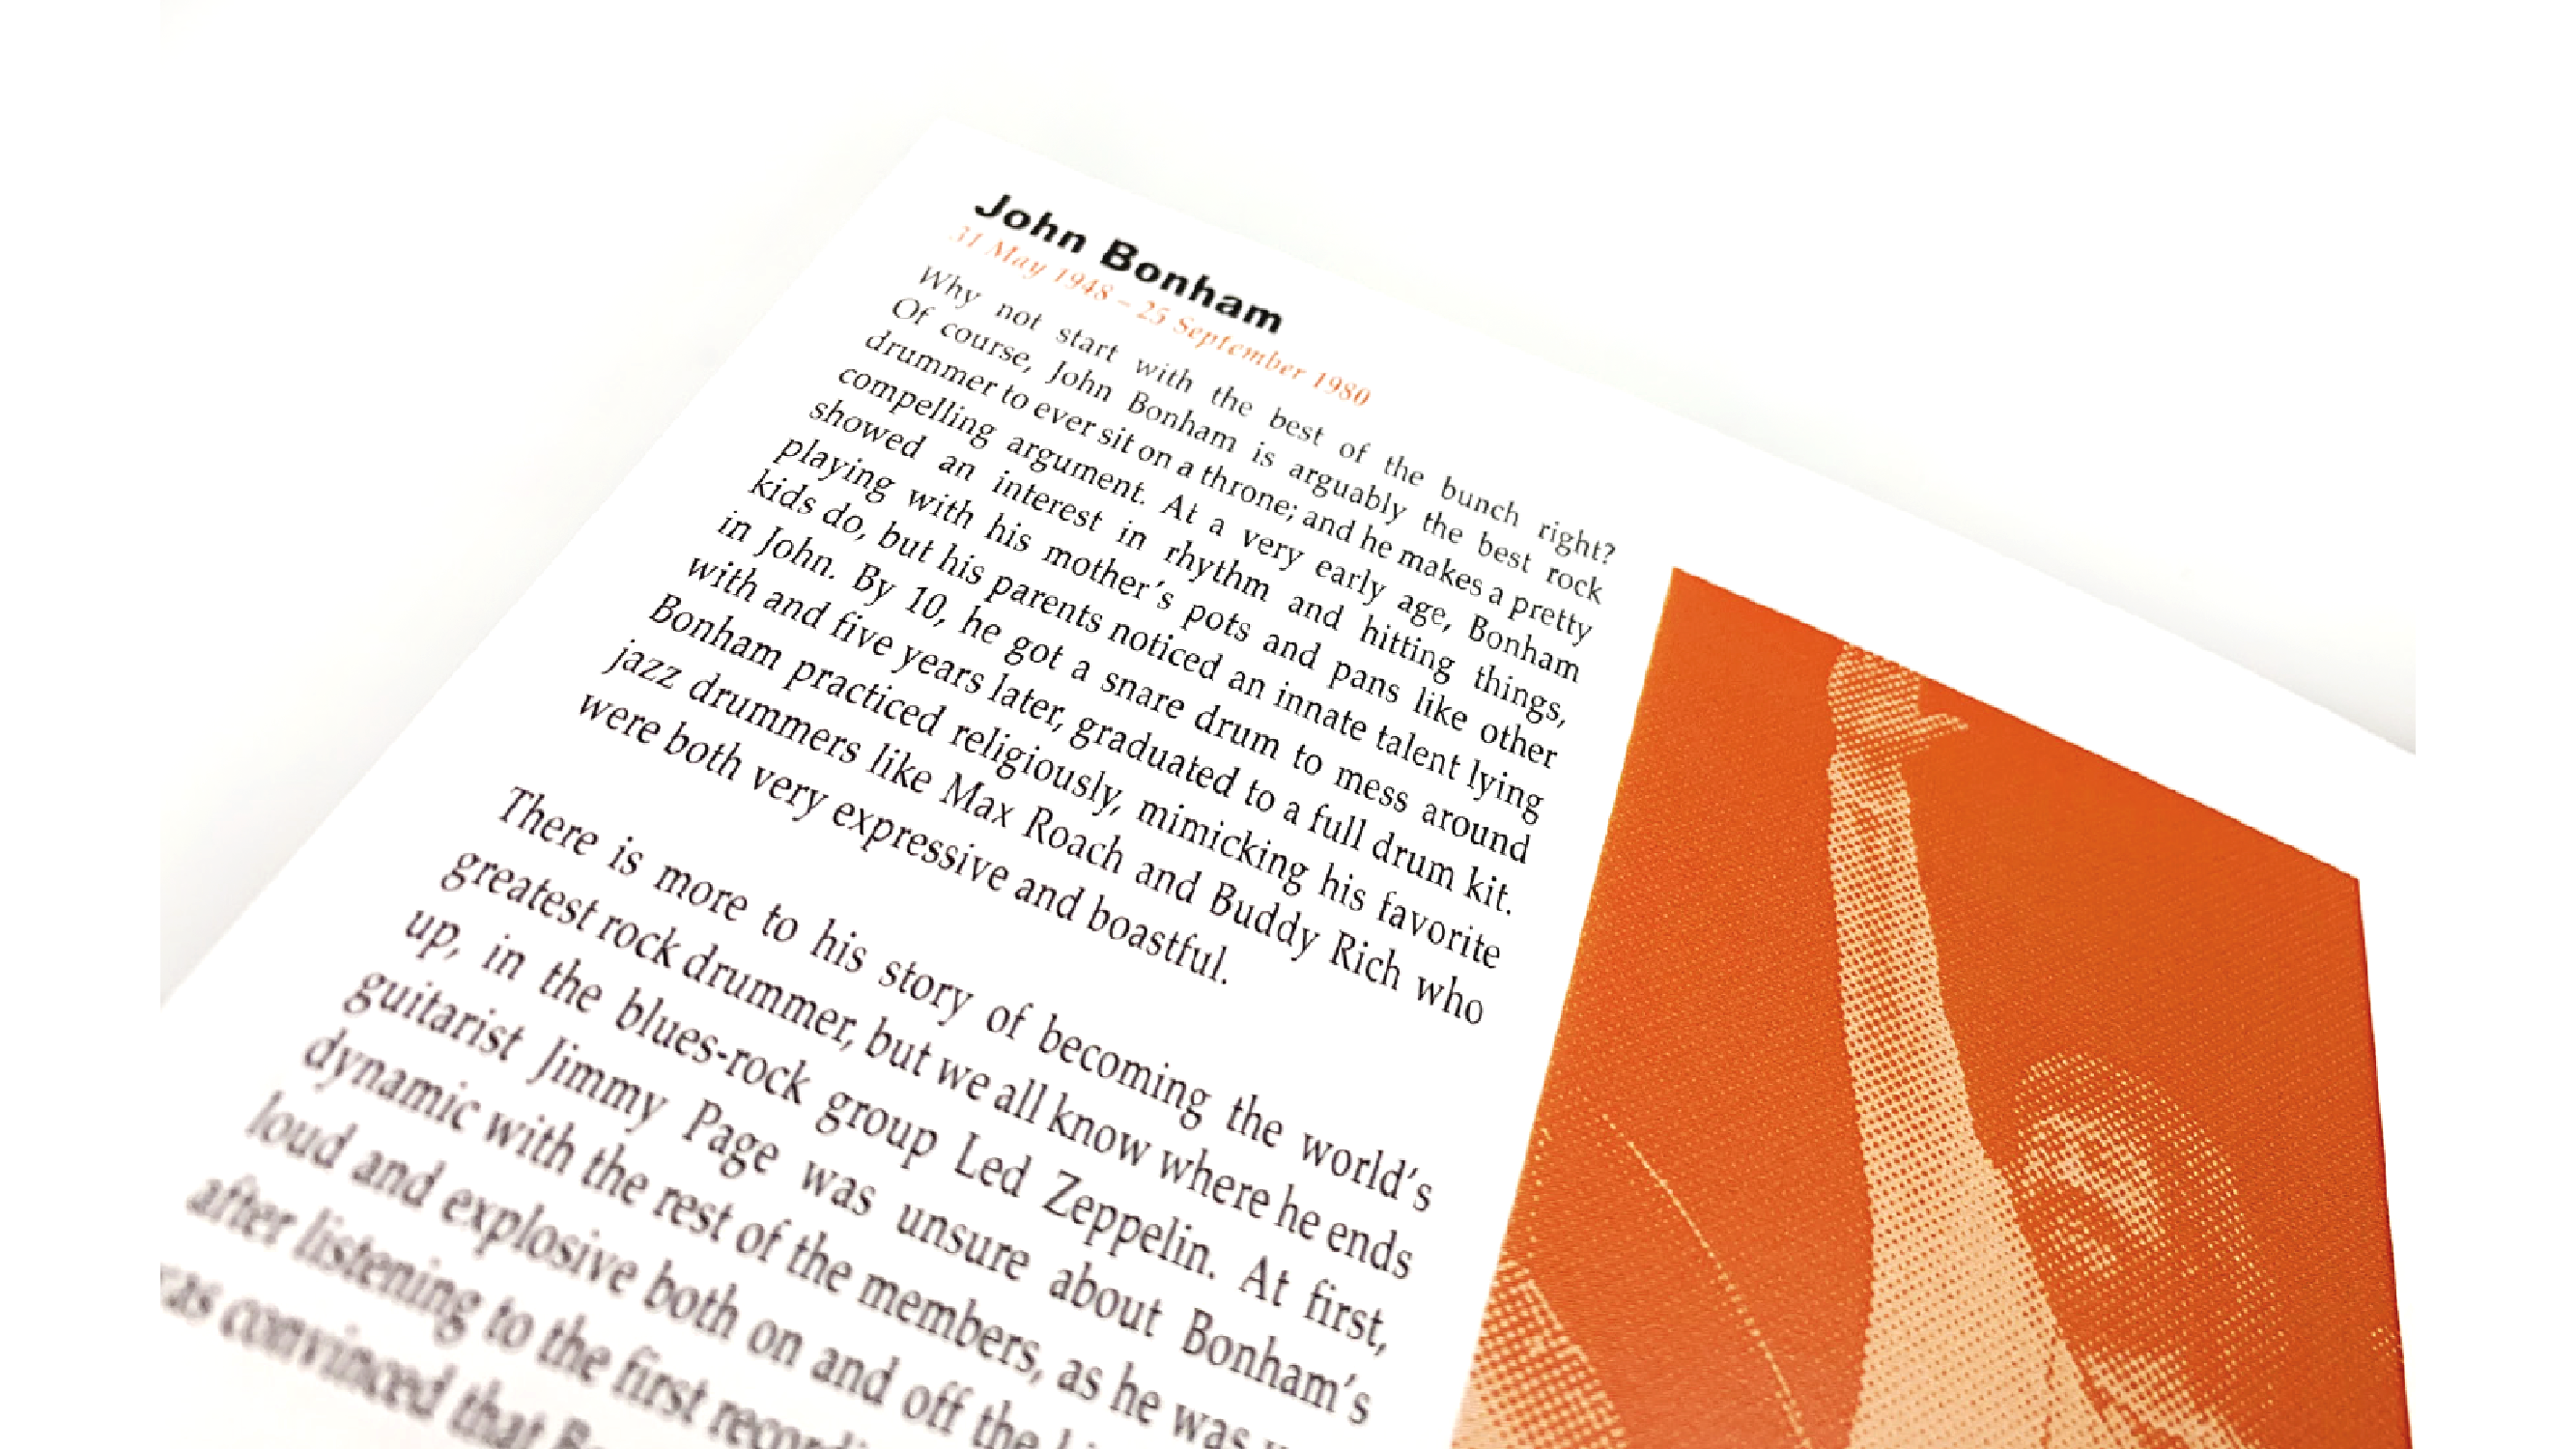 John Bonham
31 May 1948 – 25 September 1980
Why not start with the best of the bunch right?
Of course, John Bonham is arguably the best rock
drummer to ever sit on a throne; and he makes a pretty
compelling argument. At a very early age, Bonham
showed an interest in rhythm and hitting things,
playing with his mother's pots and pans like other
kids do, but his parents noticed an innate talent lying
in John. By 10, he got a snare drum to mess around
with and five years later, graduated to a full drum kit.
Bonham practiced religiously, mimicking his favorite
jazz drummers like Max Roach and Buddy Rich who
were both very expressive and boastful.
There is more to his story of becoming the world's
greatest rock drummer, but we all know where he ends
up, in the blues-rock group Led Zeppelin. At first,
guitarist Jimmy Page was unsure about Bonham's
dynamic with the rest of the members, as he was
loud and explosive both on and off the
after listening to the first
convinced that